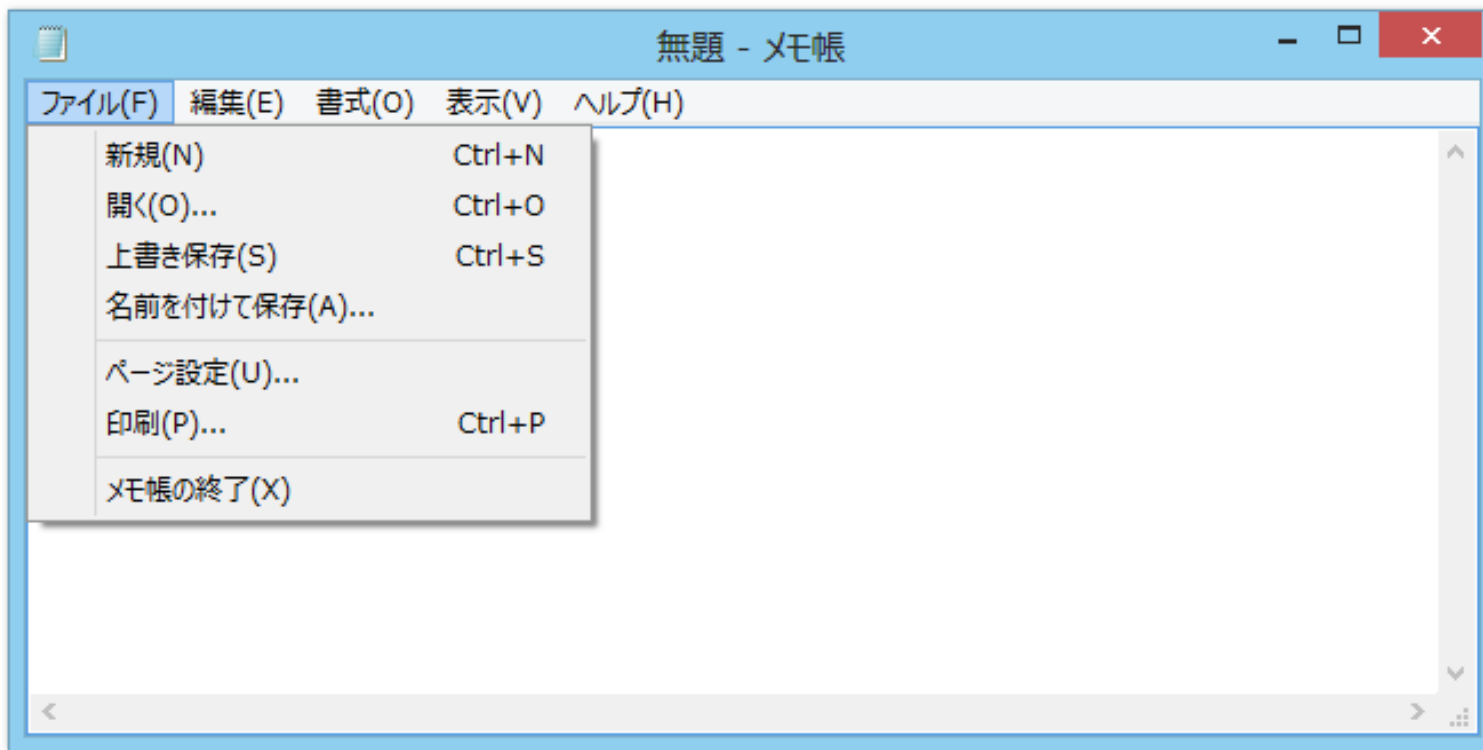 無題 - メモ帳
ファイル(F) 編集(E) 書式(O) 表示(V) ヘルプ(H)
新規(N) Ctrl+N
開く(O)... Ctrl+O
上書き保存(S) Ctrl+S
名前を付けて保存(A)...
ページ設定(U)...
印刷(P)... Ctrl+P
メモ帳の終了(X)